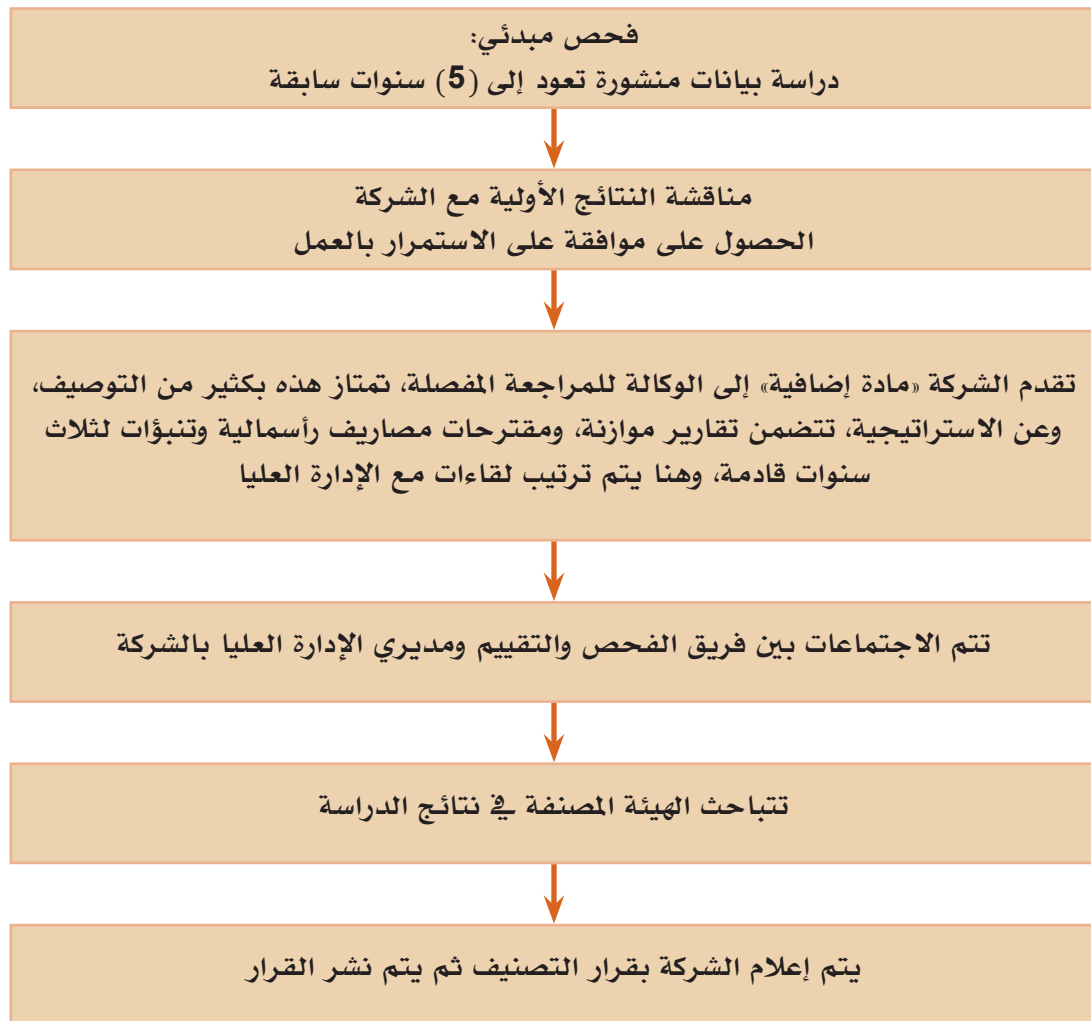 فحص مبدئي:
دراسة بيانات منشورة تعود إلى (5) سنوات سابقة
مناقشة النتائج الأولية مع الشركة
الحصول على موافقة على الاستمرار بالعمل
تقدم الشركة «مادة إضافية» إلى الوكالة للمراجعة المفصلة، تمتاز هذه بكثير من التوصيف،
وعن الاستراتيجية، تتضمن تقارير موازنة، ومقترحات مصاريف رأسمالية وتنبؤات لثلاث
سنوات قادمة، وهنا يتم ترتيب لقاءات مع الإدارة العليا
تتم الاجتماعات بين فريق الفحص والتقييم ومديري الإدارة العليا بالشركة
تتباحث الهيئة المصنفة في نتائج الدراسة
يتم إعلام الشركة بقرار التصنيف ثم يتم نشر القرار